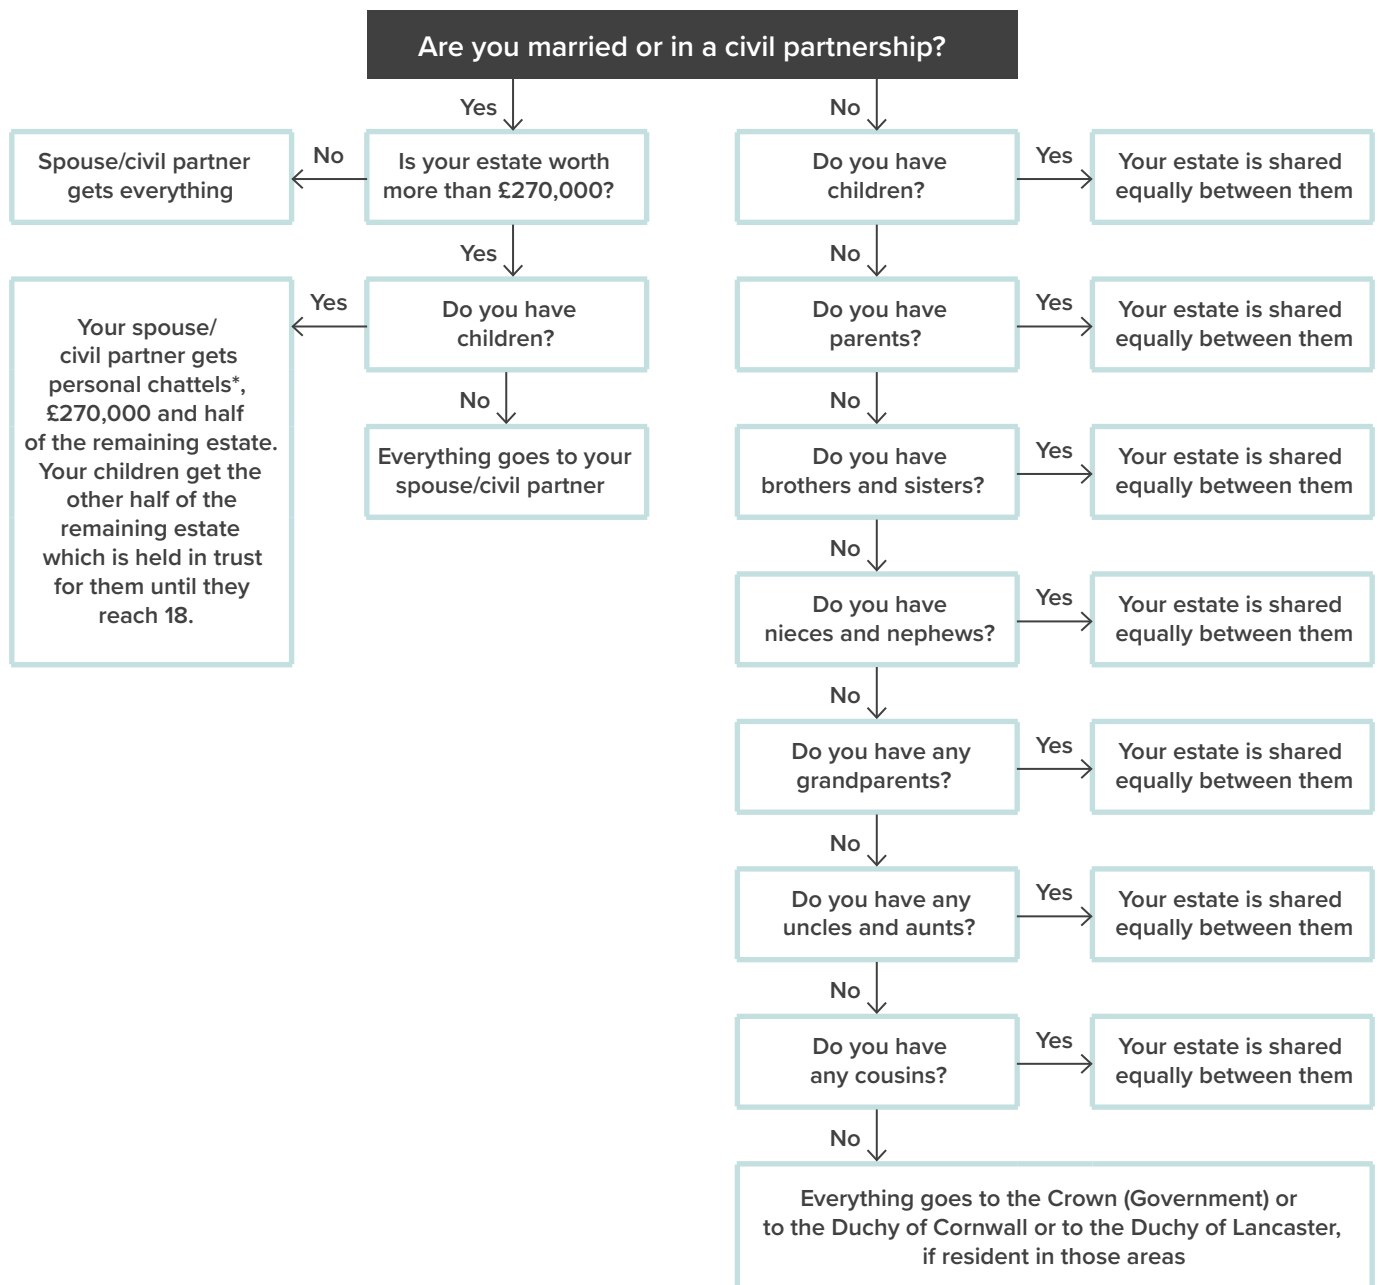 Are you married or in a civil partnership?
Yes
No
Spouse/civil partner
gets everything
No
Is your estate worth
more than £270,000?
Do you have
children?
Yes
Your estate is shared
equally between them
Yes
No
Your spouse/
civil partner gets
personal chattels*,
£270,000 and half
of the remaining estate.
Your children get the
other half of the
remaining estate
which is held in trust
for them until they
reach 18.
Yes
Do you have
children?
No
Everything goes to your
spouse/civil partner
Do you have
parents?
Yes
Your estate is shared
equally between them
No
Do you have
brothers and sisters?
Yes
Your estate is shared
equally between them
No
Do you have
nieces and nephews?
Yes
Your estate is shared
equally between them
No
Do you have any
grandparents?
Yes
Your estate is shared
equally between them
No
Do you have any
uncles and aunts?
Yes
Your estate is shared
equally between them
No
Do you have
any cousins?
Yes
Your estate is shared
equally between them
No
Everything goes to the Crown (Government) or
to the Duchy of Cornwall or to the Duchy of Lancaster,
if resident in those areas